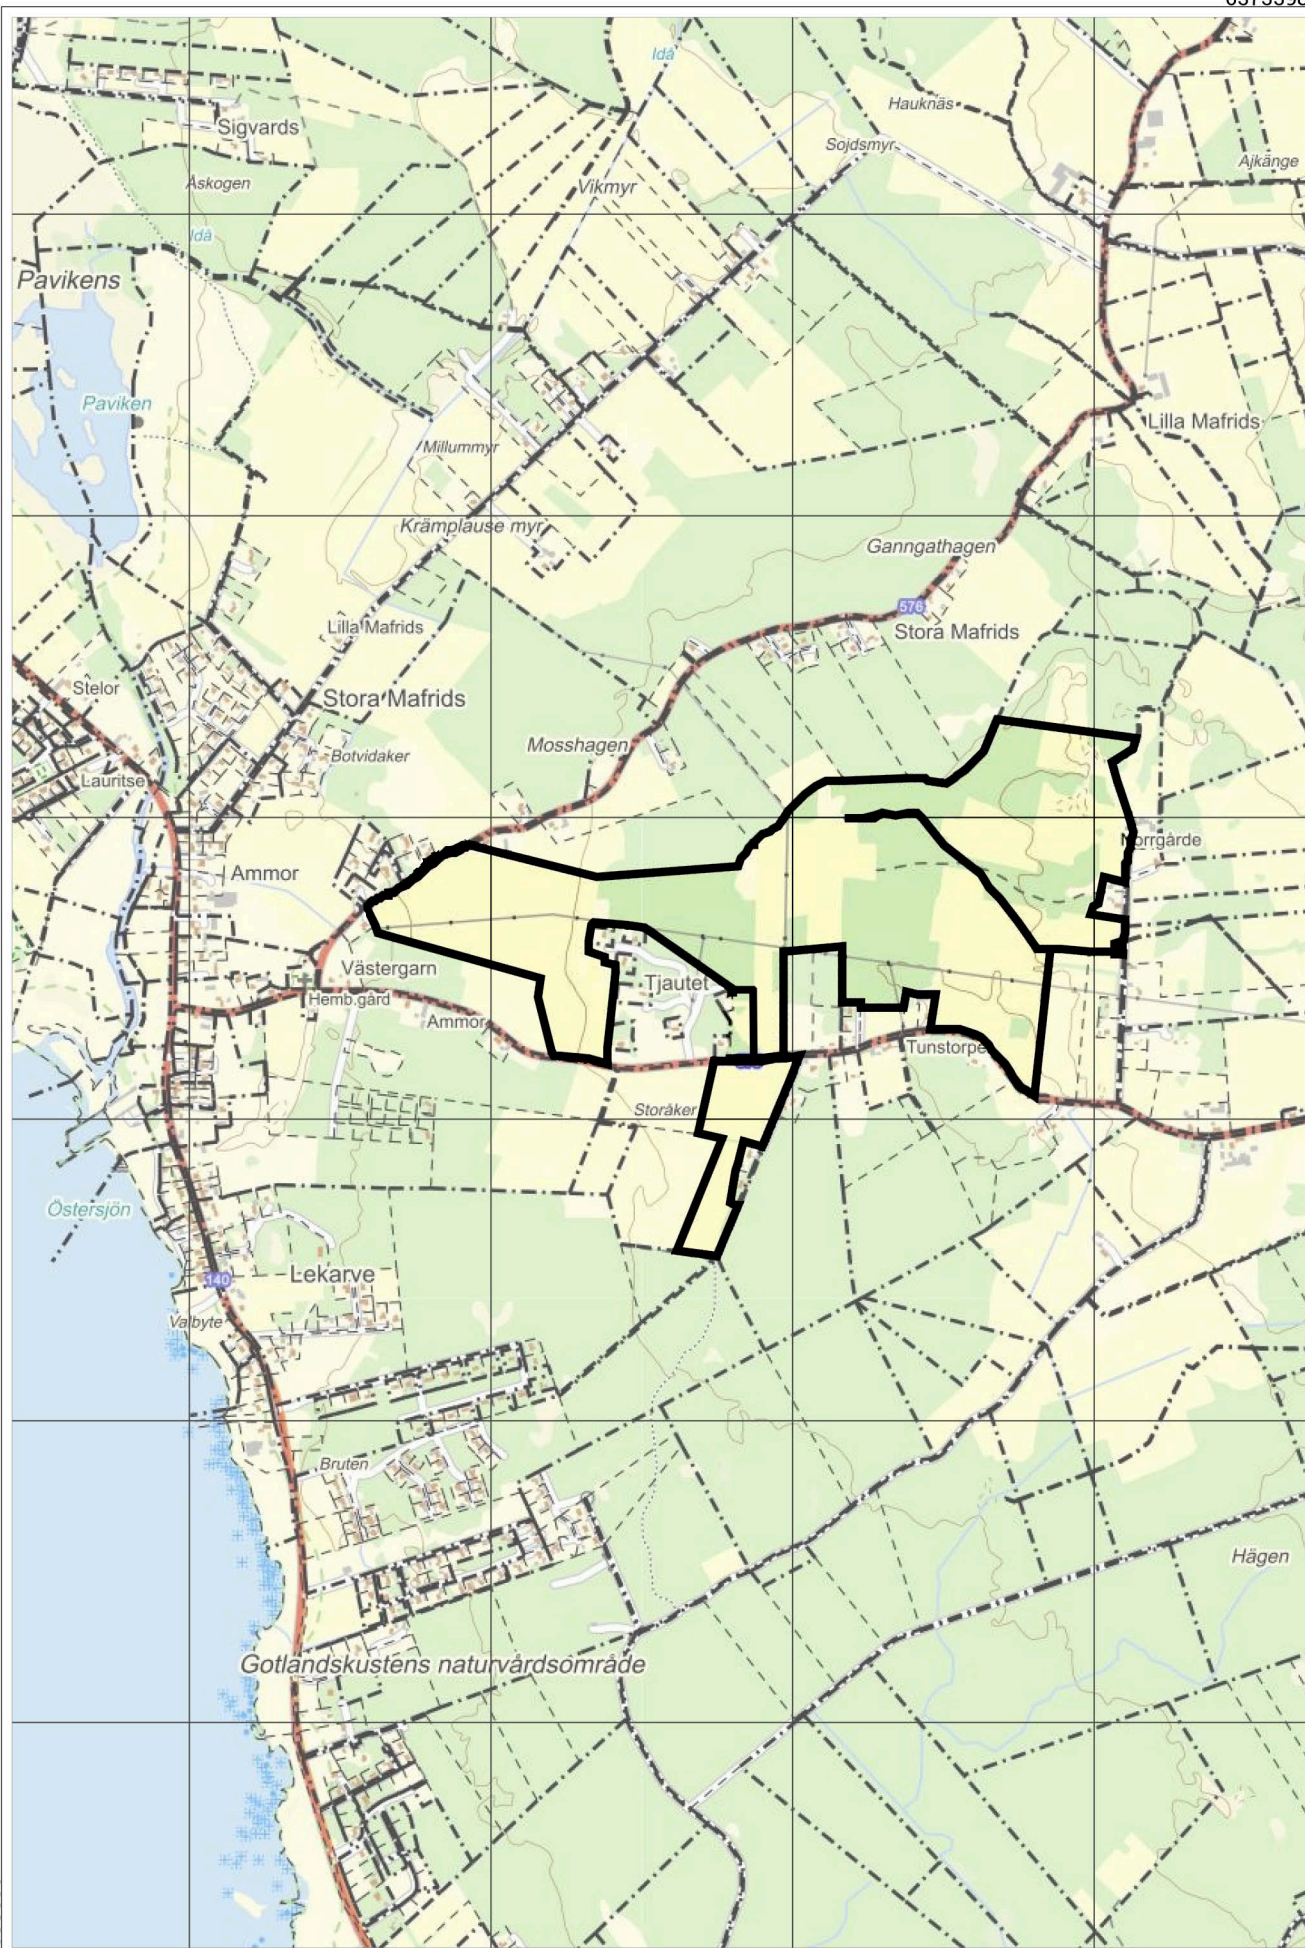 Idå
Hauknäs
Sigvards
Sojdsmyr
Ajkänge
Åskogen
Vikmyr
Idå
Pavikens
Paviken
Lilla Mafrids
Millummyr
Krämplause myr
Ganngathagen
576
Lilla Mafrids
Stora Mafrids
Stelor
Stora Mafrids
Mosshagen
Botvidaker
Lauritse
Norrgårde
Ammor
Västergarn
Tjautet
Hemb.gård
Ammor
Tunstorpet
Storåker
Östersjön
Lekarve
140
Valbyte
Bruten
Hägen
Gotlandskustens naturvårdsområde